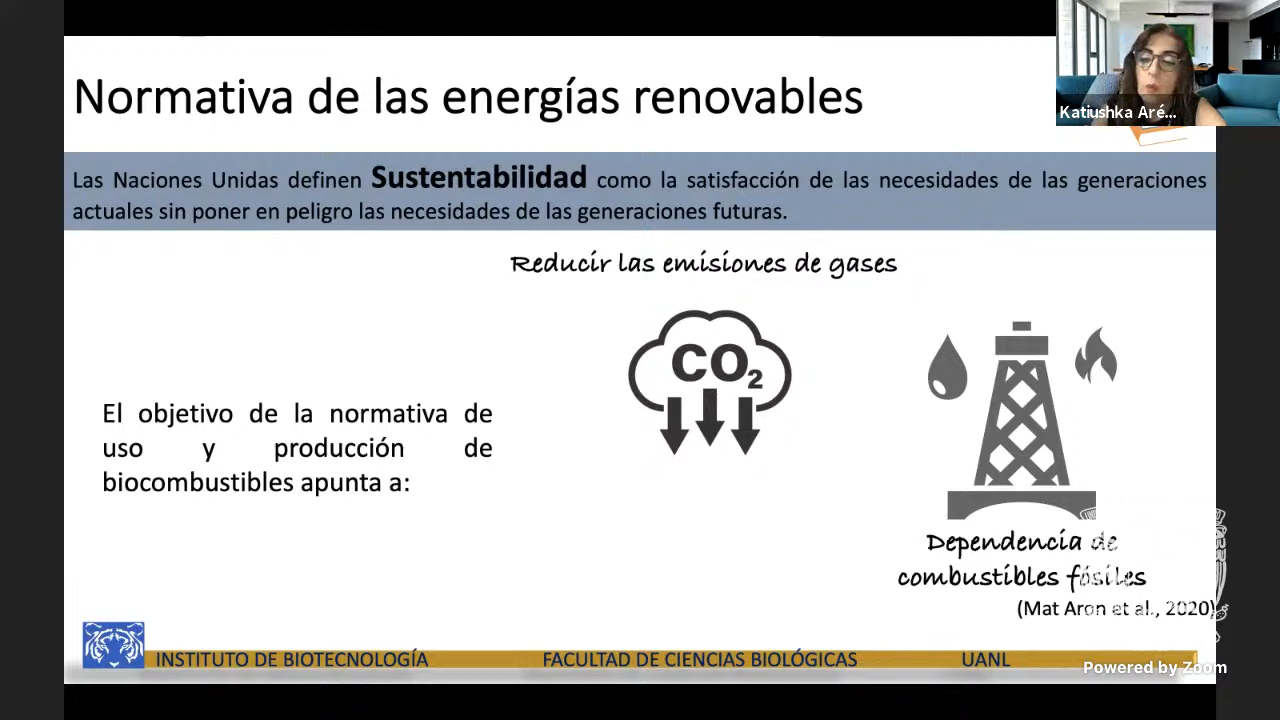 Normativa de las energías renovables
Katiushka Aré...
Las Naciones Unidas definen Sustentabilidad como la satisfacción de las necesidades de las generaciones
actuales sin poner en peligro las necesidades de las generaciones futuras.
Reducir las emisiones de gases
CO2
El objetivo de la normativa de
uso y producción de
biocombustibles apunta a:
Dependencia de
combustibles fósiles
(Mat Aron et al., 2020)
INSTITUTO DE BIOTECNOLOGÍA FACULTAD DE CIENCIAS BIOLÓGICAS UANL
Powered by Zoom